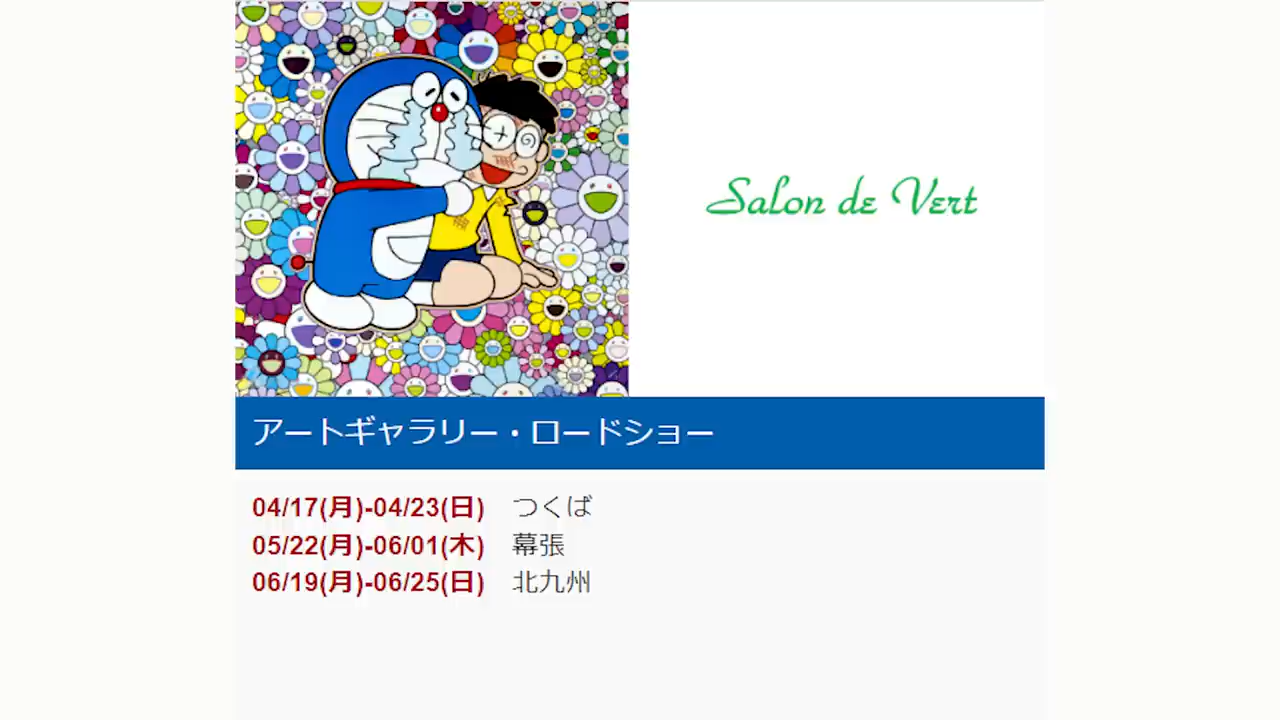 Salon de Vert
アートギャラリー・ロードショー
04/17(月)-04/23(日) つくば
05/22(月)-06/01(木) 幕張
06/19(月)-06/25(日) 北九州